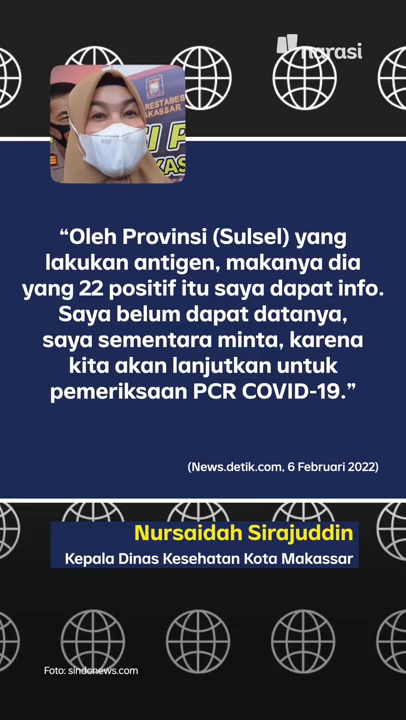 narasi
RESTABES
AKASSAR
“Oleh Provinsi (Sulsel) yang
lakukan antigen, makanya dia
yang 22 positif itu saya dapat info.
Saya belum dapat datanya,
saya sementara minta, karena
kita akan lanjutkan untuk
pemeriksaan PCR COVID-19.”
(News.detik.com, 6 Februari 2022)
Nursaidah Sirajuddin
Kepala Dinas Kesehatan Kota Makassar
Foto: sindonews.com